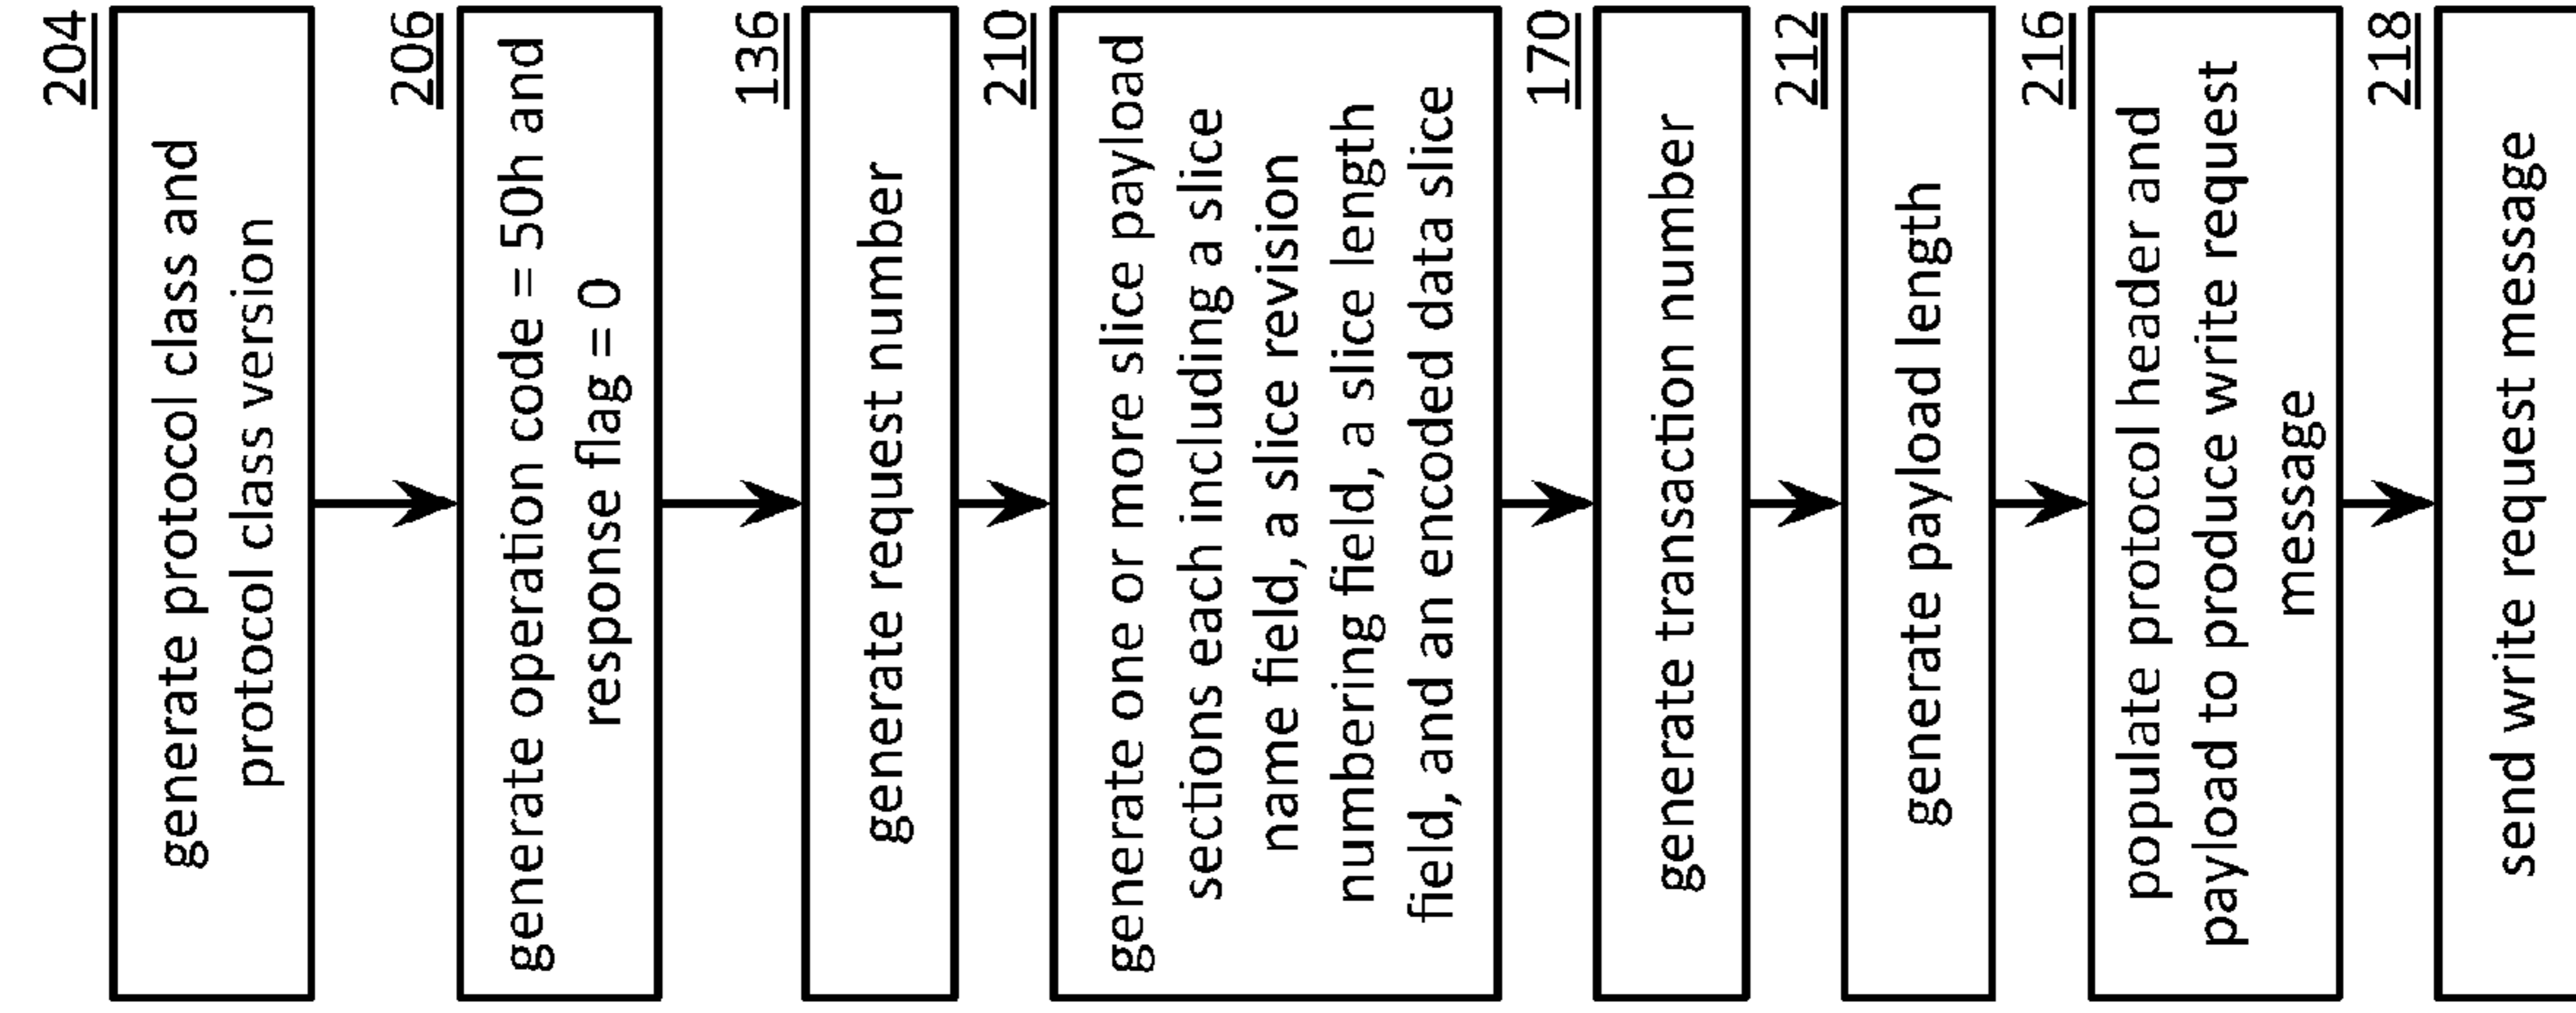 204
generate protocol class and
protocol class version
206
generate operation code = 50h and
response flag = 0
136
generate request number
210
generate one or more slice payload
sections each including a slice
name field, a slice revision
numbering field, a slice length
field, and an encoded data slice
170
generate transaction number
212
generate payload length
216
populate protocol header and
payload to produce write request
message
218
send write request message